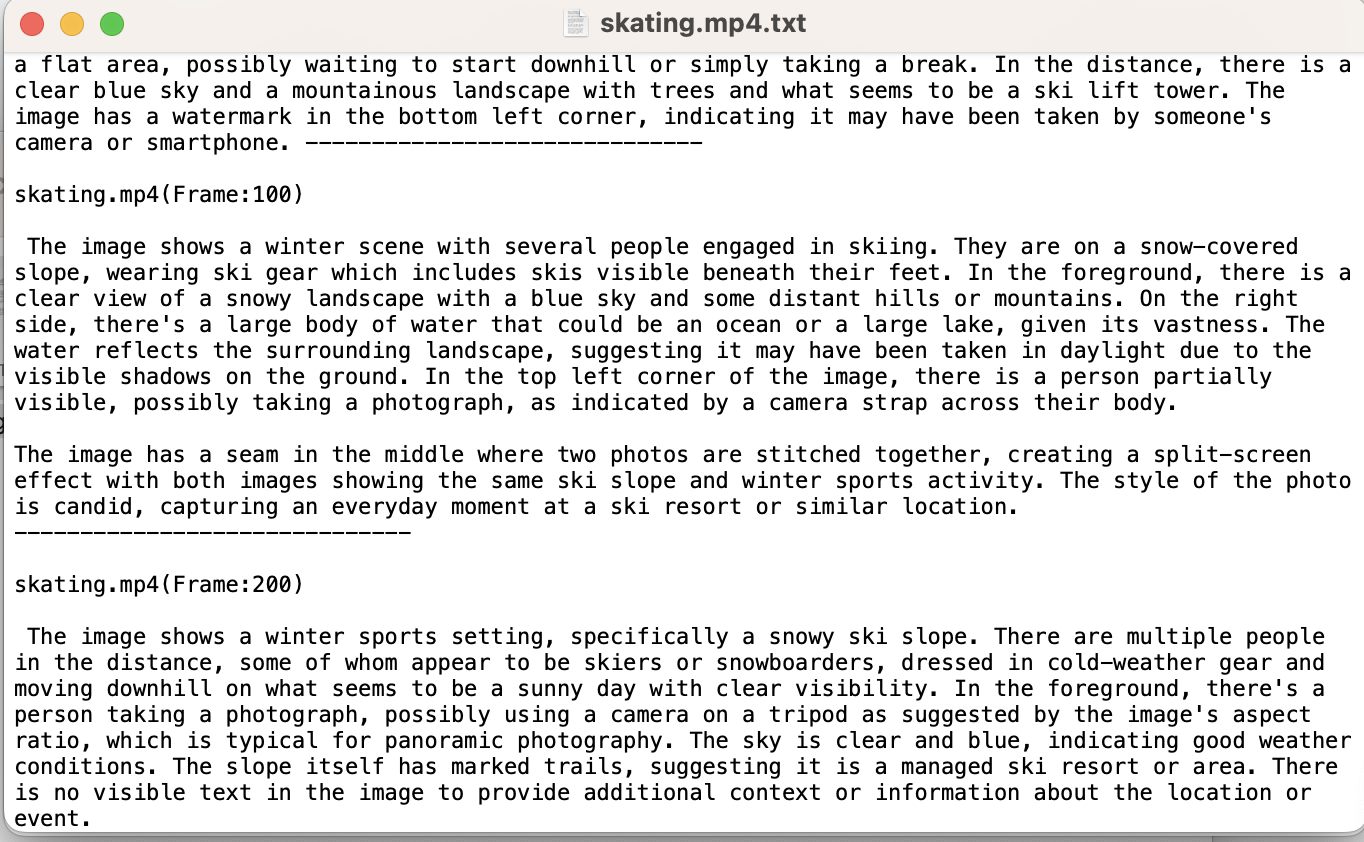 skating.mp4.txt
a flat area, possibly waiting to start downhill or simply taking a break. In the distance, there is a
clear blue sky and a mountainous landscape with trees and what seems to be a ski lift tower. The
image has a watermark in the bottom left corner, indicating it may have been taken by someone's
camera or smartphone. ------------------------------
skating.mp4(Frame:100)
The image shows a winter scene with several people engaged in skiing. They are on a snow-covered
slope, wearing ski gear which includes skis visible beneath their feet. In the foreground, there is a
clear view of a snowy landscape with a blue sky and some distant hills or mountains. On the right
side, there's a large body of water that could be an ocean or a large lake, given its vastness. The
water reflects the surrounding landscape, suggesting it may have been taken in daylight due to the
visible shadows on the ground. In the top left corner of the image, there is a person partially
visible, possibly taking a photograph, as indicated by a camera strap across their body.
The image has a seam in the middle where two photos are stitched together, creating a split-screen
effect with both images showing the same ski slope and winter sports activity. The style of the photo
is candid, capturing an everyday moment at a ski resort or similar location.
------------------------------
skating.mp4(Frame:200)
The image shows a winter sports setting, specifically a snowy ski slope. There are multiple people
in the distance, some of whom appear to be skiers or snowboarders, dressed in cold-weather gear and
moving downhill on what seems to be a sunny day with clear visibility. In the foreground, there's a
person taking a photograph, possibly using a camera on a tripod as suggested by the image's aspect
ratio, which is typical for panoramic photography. The sky is clear and blue, indicating good weather
conditions. The slope itself has marked trails, suggesting it is a managed ski resort or area. There
is no visible text in the image to provide additional context or information about the location or
event.